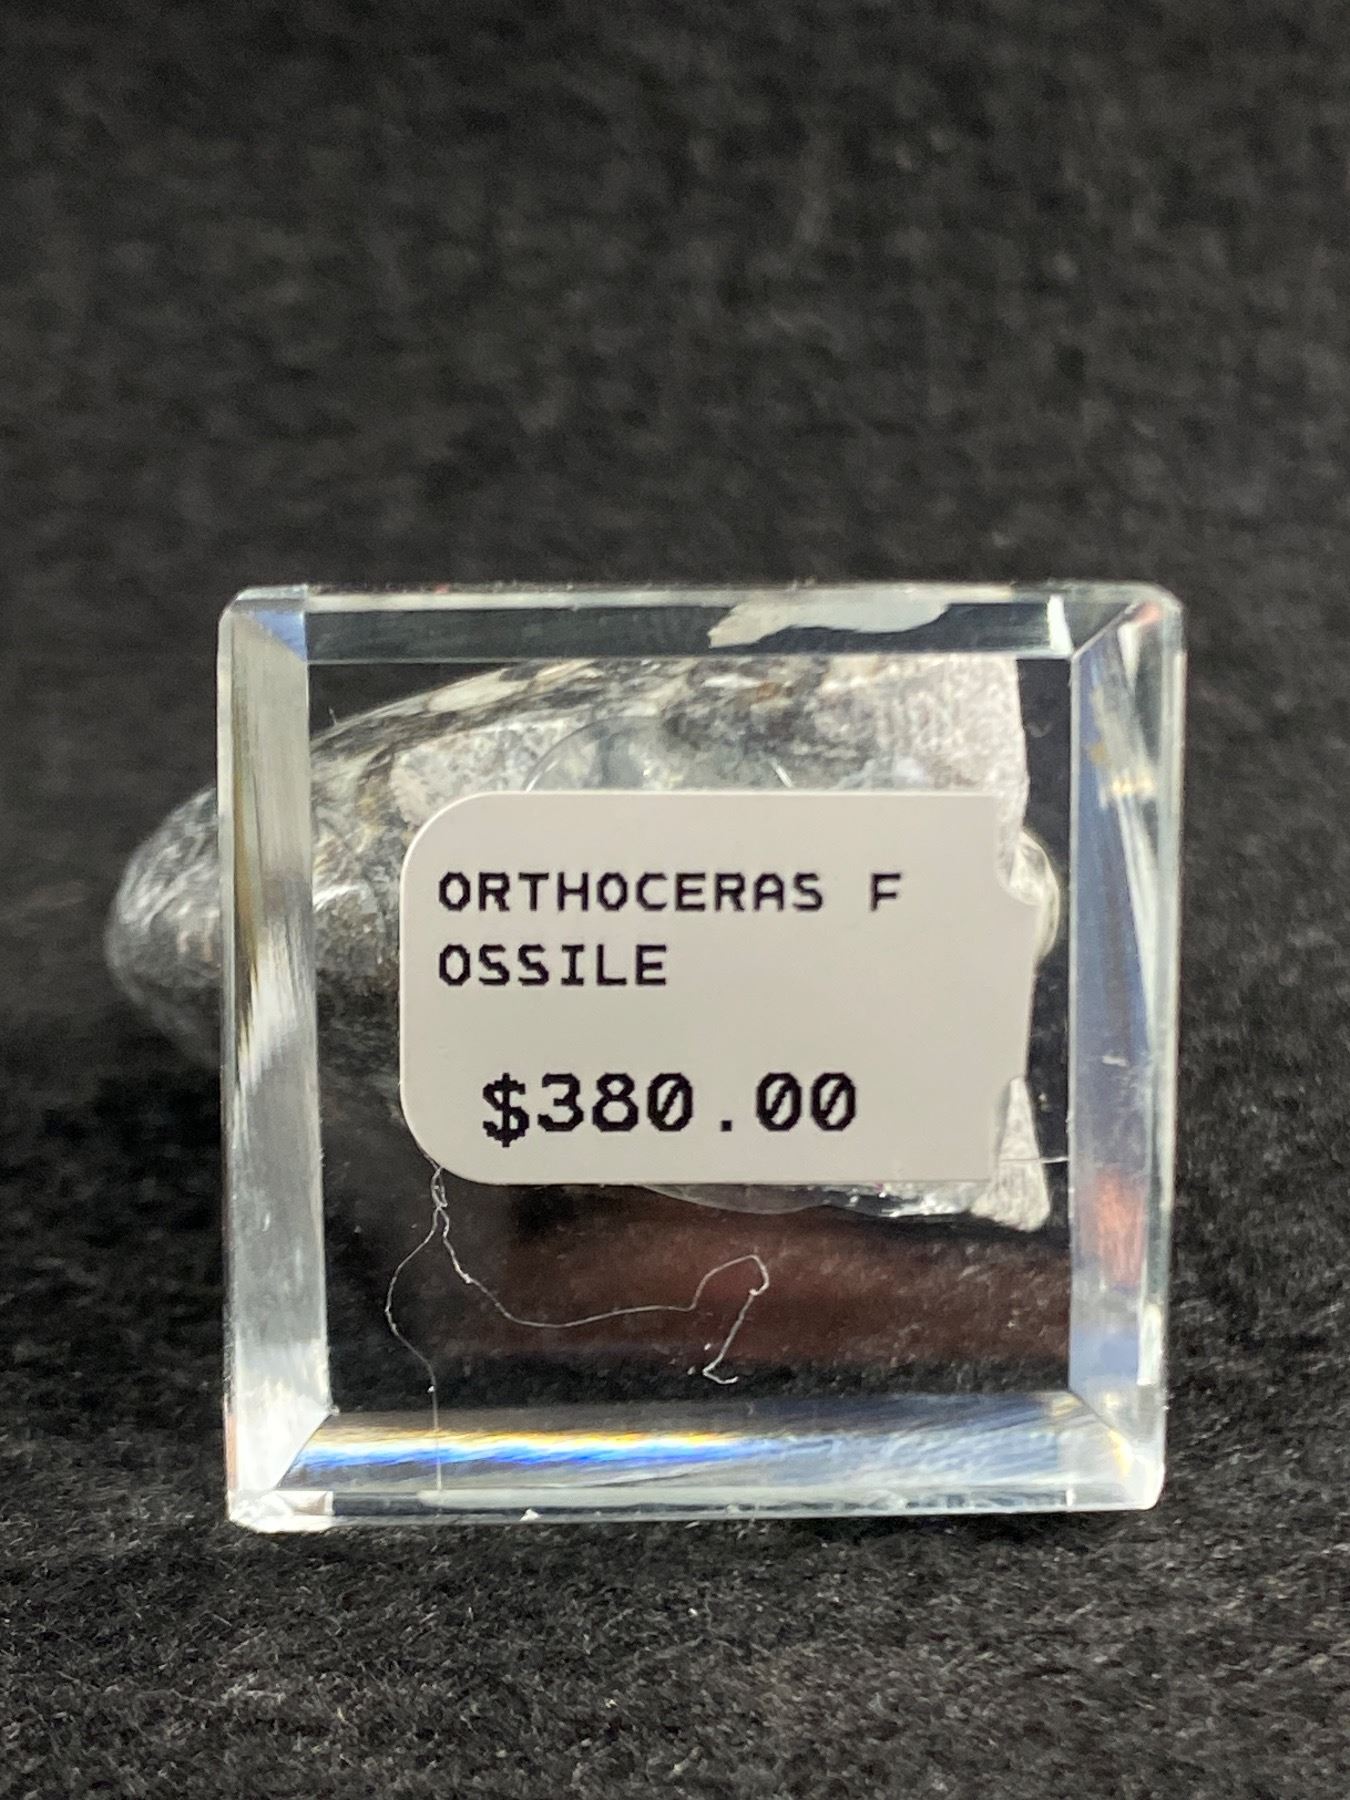 ORTHOCERAS F
OSSILE
$380.00